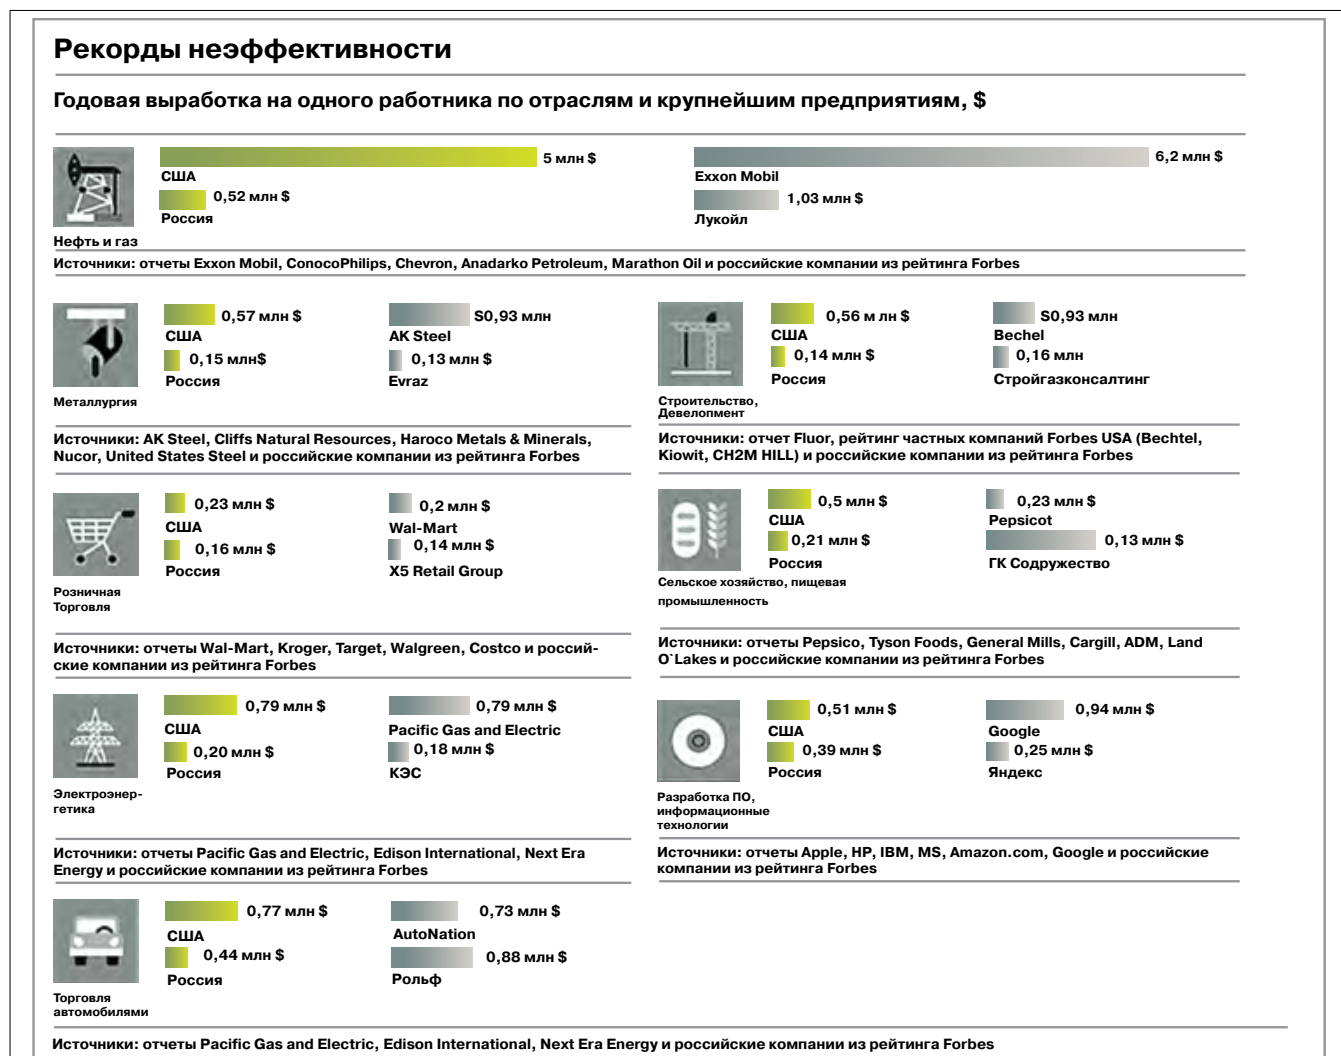 Рекорды неэффективности
Годовая выработка на одного работника по отраслям и крупнейшим предприятиям, $
5 млн $
США
0,52 млн $
Россия
6,2 млн $
Exxon Mobil
1,03 млн $
Лукойл
Нефть и газ
Источники: отчеты Exxon Mobil, ConocoPhilips, Chevron, Anadarko Petroleum, Marathon Oil и российские компании из рейтинга Forbes
0,57 млн $
США
0,15 млн$
Россия
S0,93 млн
AK Steel
0,13 млн $
Evraz
Металлургия
Источники: AK Steel, Cliffs Natural Resources, Haroco Metals & Minerals,
Nucor, United States Steel и российские компании из рейтинга Forbes
0,56 м лн $
США
0,14 млн $
Россия
S0,93 млн
Bechel
0,16 млн
Стройгазконсалтинг
Строительство,
Девелопмент
Источники: отчет Fluor, рейтинг частных компаний Forbes USA (Bechtel,
Kiowit, CH2M HILL) и российские компании из рейтинга Forbes
0,23 млн $
США
0,16 млн $
Россия
0,2 млн $
Wal-Mart
0,14 млн $
X5 Retail Group
Розничная
Торговля
Источники: отчеты Wal-Mart, Kroger, Target, Walgreen, Costco и россий-
ские компании из рейтинга Forbes
0,5 млн $
США
0,21 млн $
Россия
0,23 млн $
Pepsicot
0,13 млн $
ГК Содружество
Сельское хозяйство, пищевая
промышленность
Источники: отчеты Pepsico, Tyson Foods, General Mills, Cargill, ADM, Land
O`Lakes и российские компании из рейтинга Forbes
0,79 млн $
США
0,20 млн $
Россия
0,79 млн $
Pacific Gas and Electric
0,18 млн $
КЭС
Электроэнер-
гетика
Источники: отчеты Pacific Gas and Electric, Edison International, Next Era
Energy и российские компании из рейтинга Forbes
0,51 млн $
США
0,39 млн $
Россия
0,94 млн $
Google
0,25 млн $
Яндекс
Разработка ПО,
информационные
технологии
Источники: отчеты Apple, HP, IBM, MS, Amazon.com, Google и российские
компании из рейтинга Forbes
0,77 млн $
США
0,44 млн $
Россия
0,73 млн $
AutoNation
0,88 млн $
Рольф
Торговля
автомобилями
Источники: отчеты Pacific Gas and Electric, Edison International, Next Era Energy и российские компании из рейтинга Forbes